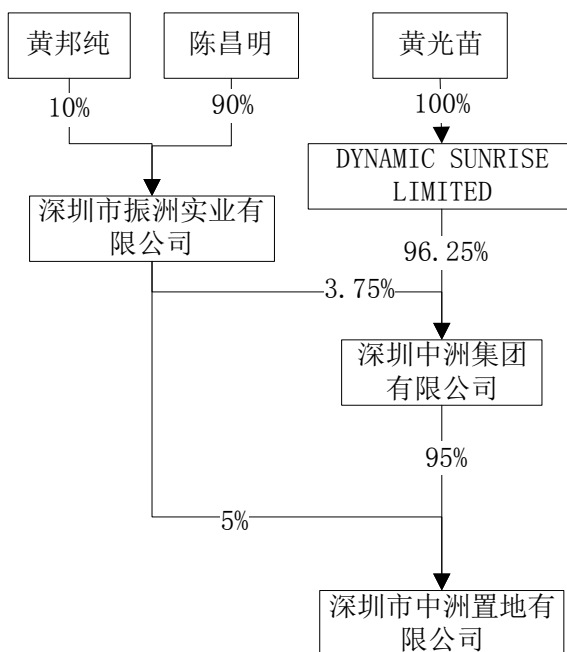 黄邦纯
陈昌明
黄光苗
10%
90%
100%
DYNAMIC SUNRISE
LIMITED
深圳市振洲实业有
限公司
96.25%
3.75%
深圳中洲集团
有限公司
95%
5%
深圳市中洲置地有
限公司